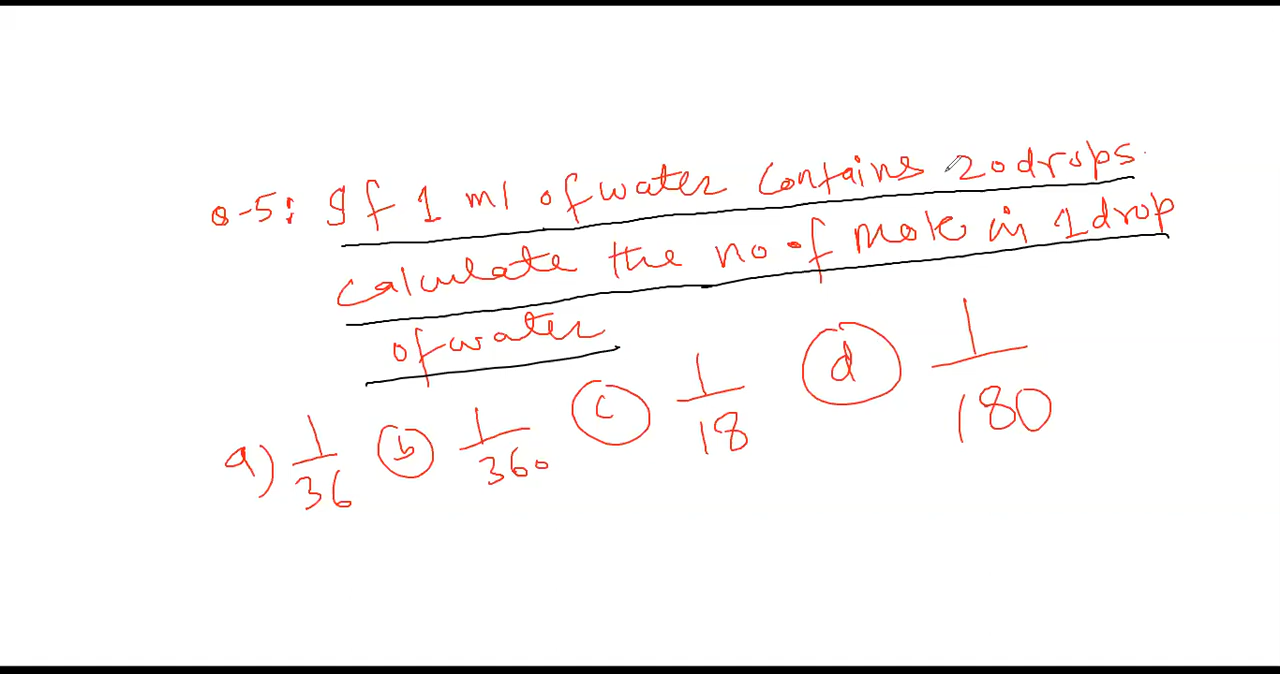 Q-5: If 1 ml of water contains 20 drops.
calculate the no of mole in 1 drop
of water
a) 1/36 (b) 1/360 (c) 1/18 (d) 1/180